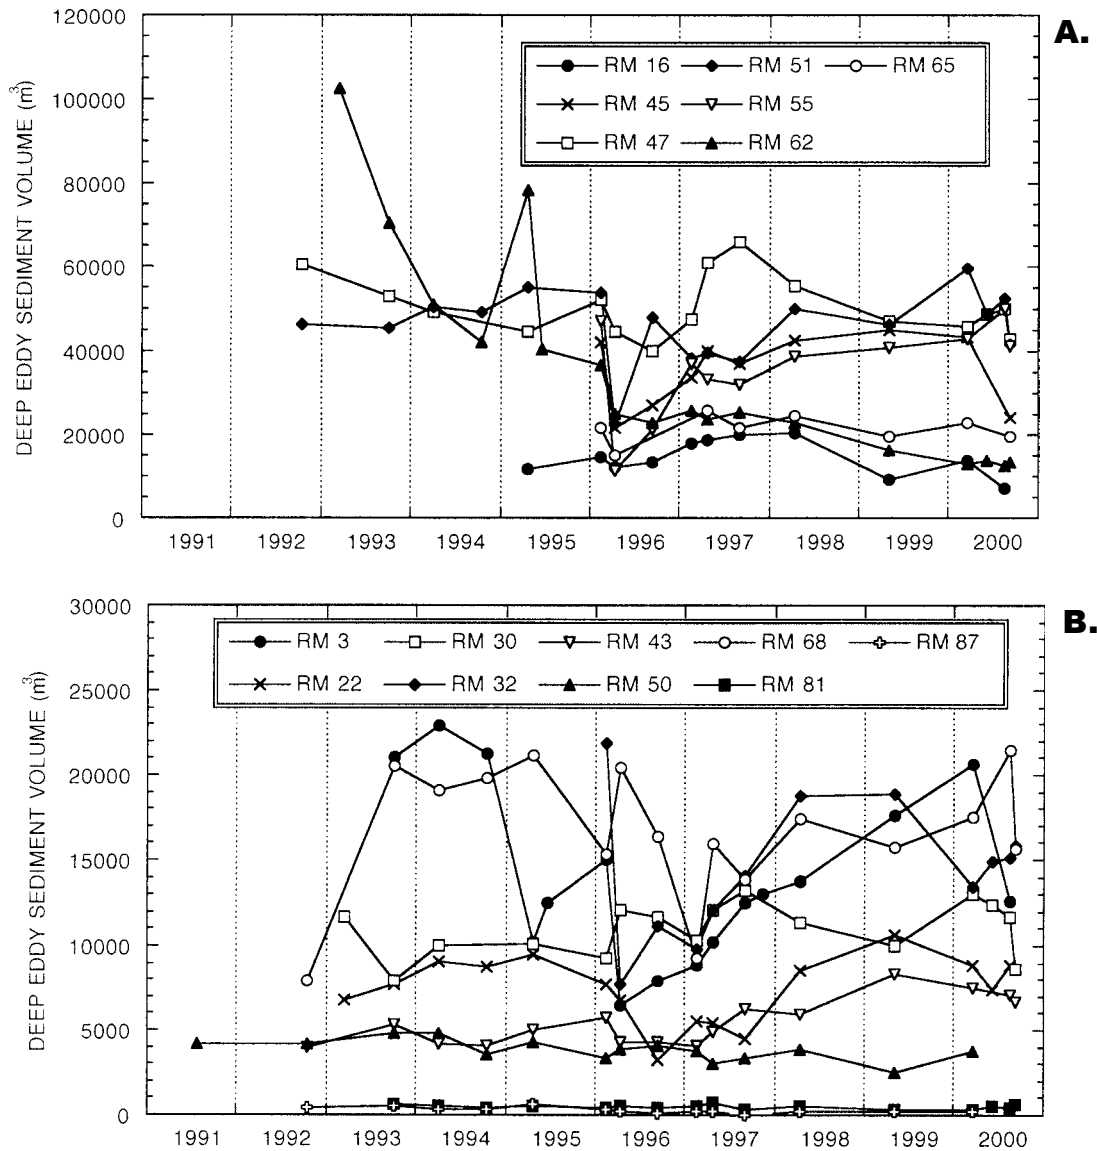 A.
120000
100000
80000
60000
40000
20000
0
DEEP EDDY SEDIMENT VOLUME (m³)
RM 16 RM 51 RM 65
RM 45 RM 55
RM 47 RM 62
1991 1992 1993 1994 1995 1996 1997 1998 1999 2000
B.
30000
25000
20000
15000
10000
5000
0
DEEP EDDY SEDIMENT VOLUME (m³)
RM 3 RM 30 RM 43 RM 68 RM 87
RM 22 RM 32 RM 50 RM 81
1991 1992 1993 1994 1995 1996 1997 1998 1999 2000